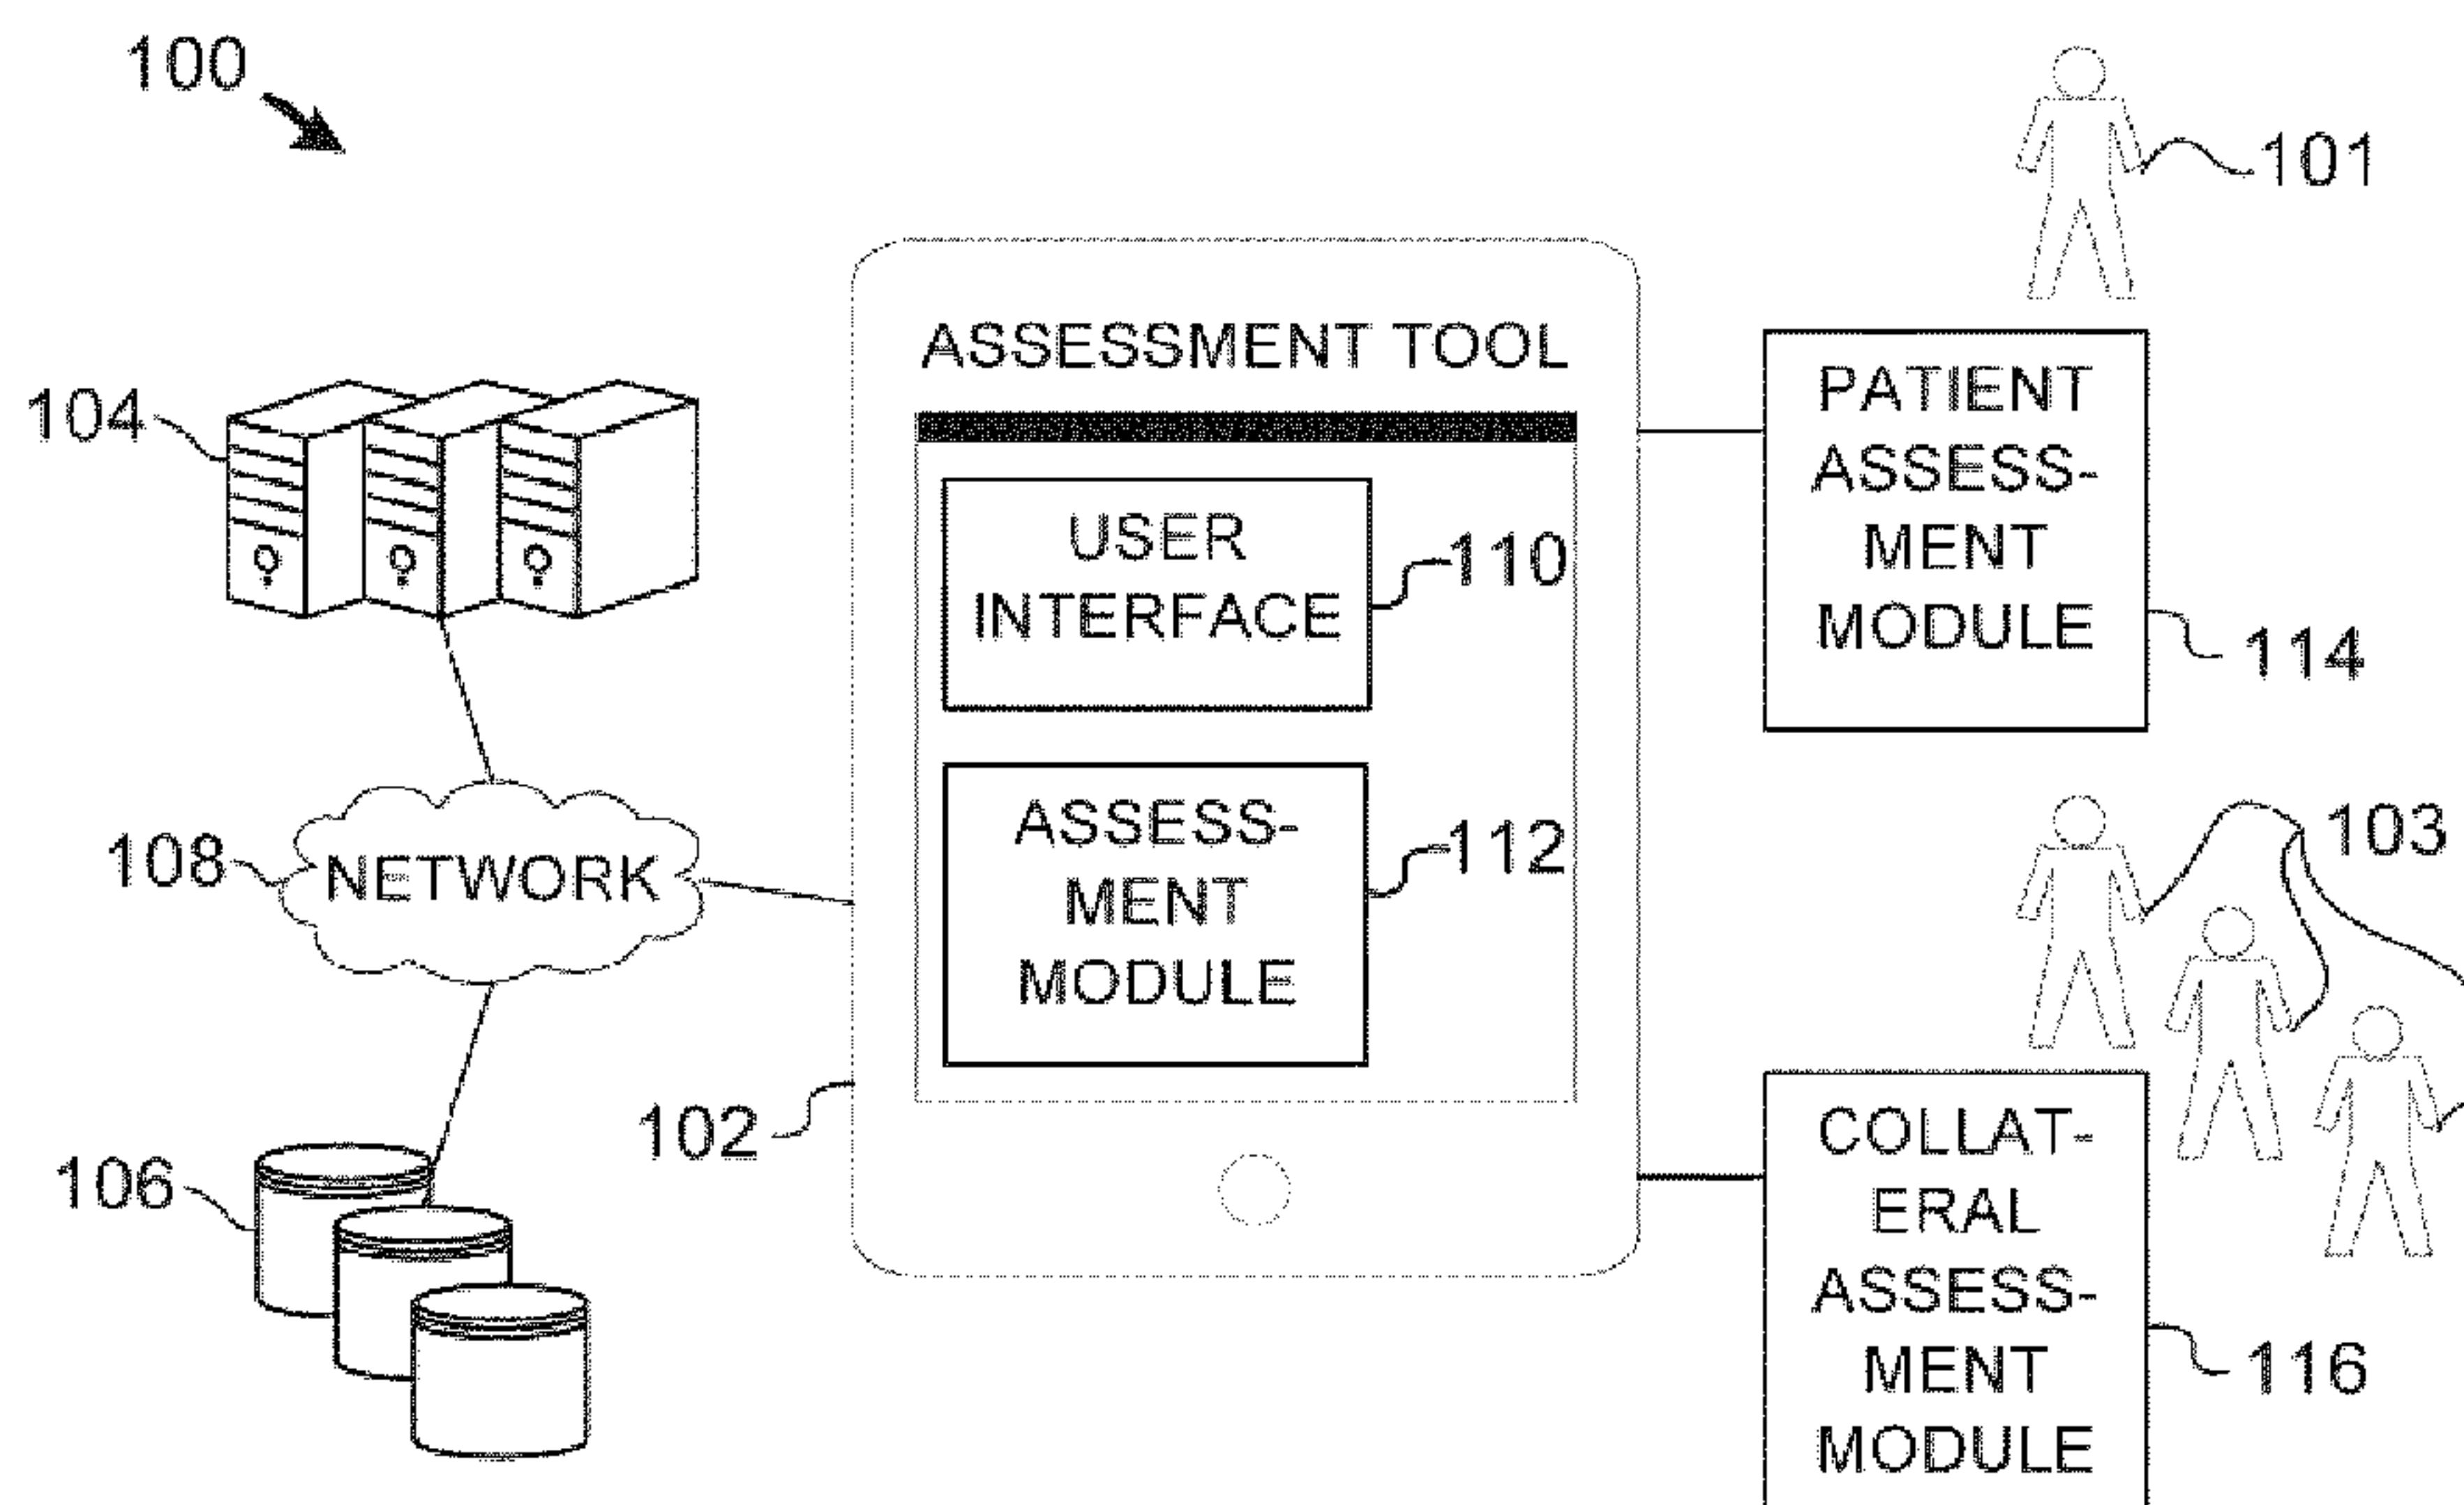 100
101
ASSESSMENT TOOL
104
PATIENT
ASSESS-
MENT
MODULE
114
USER
INTERFACE
110
ASSESS-
MENT
MODULE
112
108
NETWORK
103
102
106
COLLAT-
ERAL
ASSESS-
MENT
MODULE
116